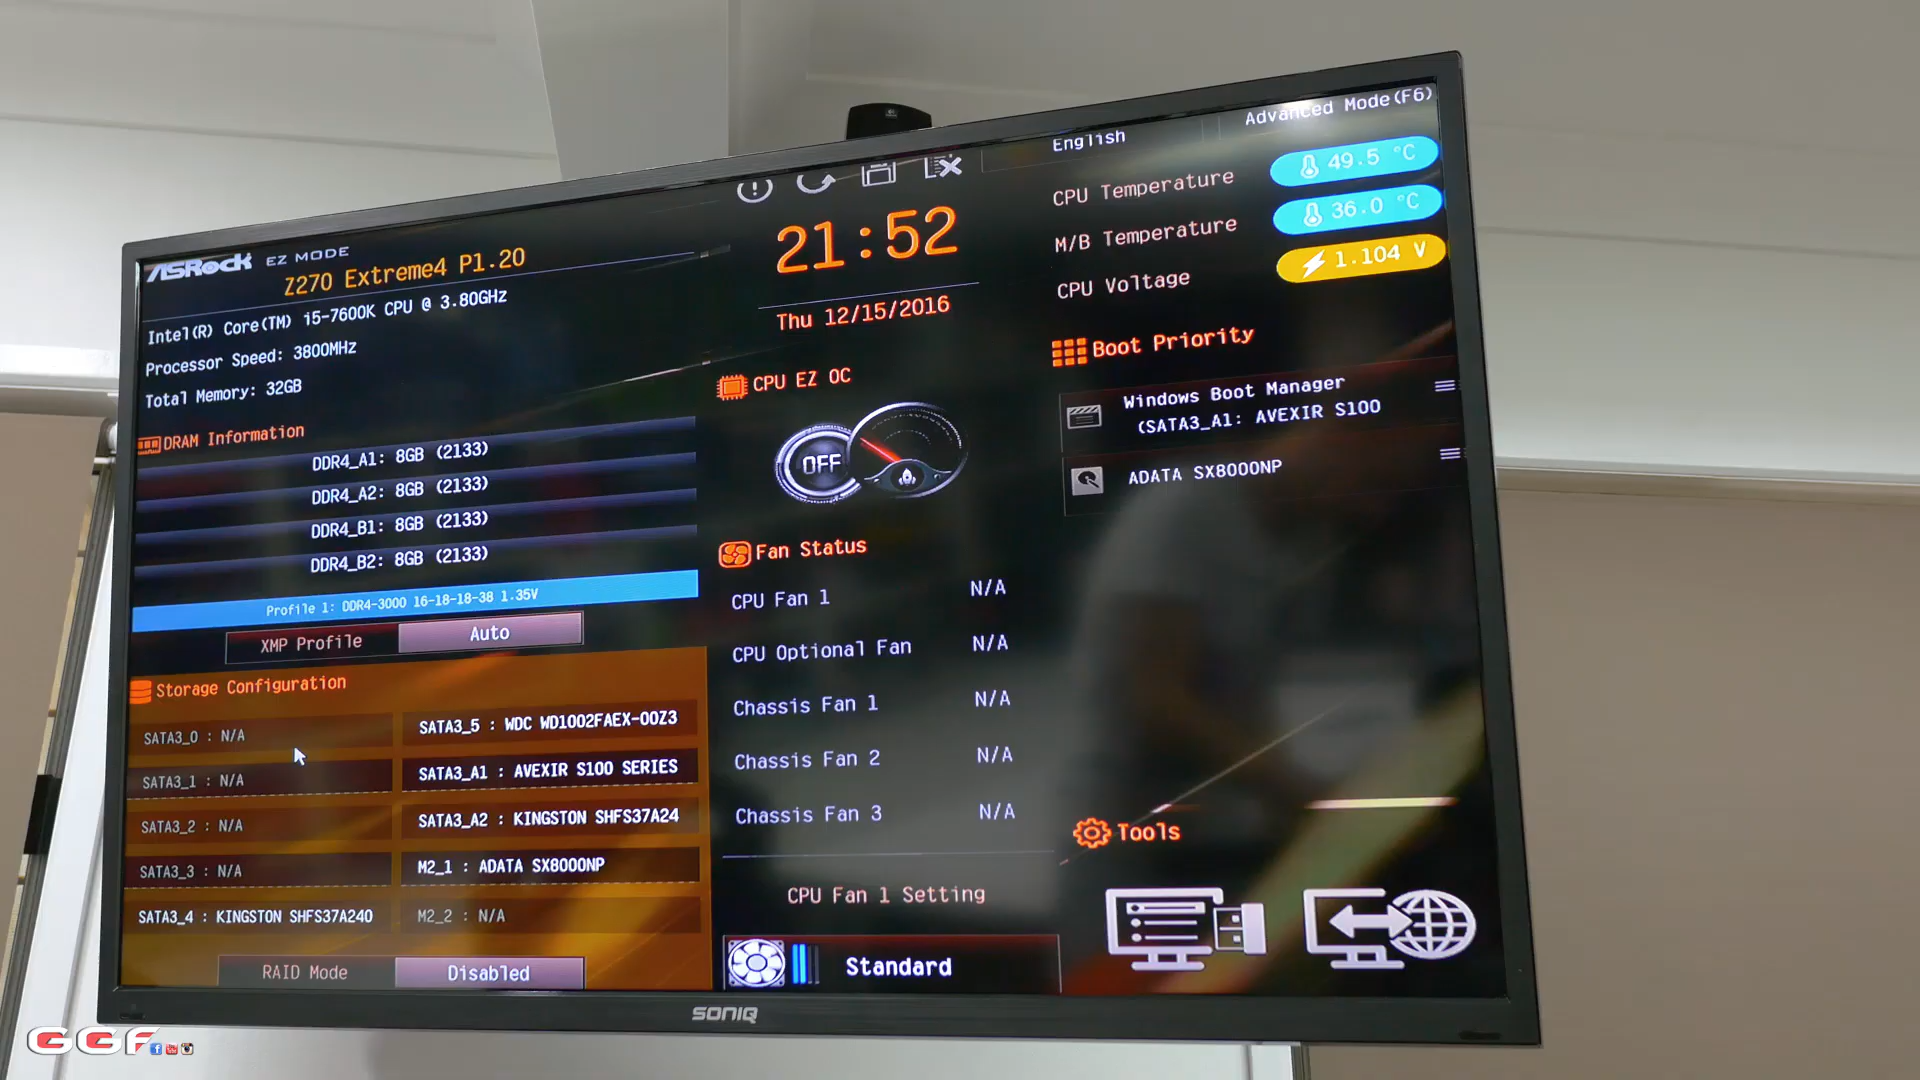 ASRock EZ MODE
Z270 Extreme4 P1.20
Intel(R) Core(TM) i5-7600K CPU @ 3.80GHz
Processor Speed: 3800MHz
Total Memory: 32GB
DRAM Information
DDR4_A1: 8GB (2133)
DDR4_A2: 8GB (2133)
DDR4_B1: 8GB (2133)
DDR4_B2: 8GB (2133)
Profile 1: DDR4-3000 16-18-18-38 1.35V
XMP Profile Auto
Storage Configuration
SATA3_0 : N/A
SATA3_1 : N/A
SATA3_2 : N/A
SATA3_3 : N/A
SATA3_4 : KINGSTON SHFS37A240
SATA3_5 : WDC WD1002FAEX-00Z3
SATA3_A1 : AVEXIR S100 SERIES
SATA3_A2 : KINGSTON SHFS37A24
M2_1 : ADATA SX8000NP
M2_2 : N/A
RAID Mode Disabled
21:52
Thu 12/15/2016
CPU EZ OC
OFF
Fan Status
CPU Fan 1 N/A
CPU Optional Fan N/A
Chassis Fan 1 N/A
Chassis Fan 2 N/A
Chassis Fan 3 N/A
CPU Fan 1 Setting
Standard
English
Advanced Mode(F6)
CPU Temperature 49.5 °C
M/B Temperature 36.0 °C
CPU Voltage 1.104 V
Boot Priority
Windows Boot Manager
(SATA3_A1: AVEXIR S100
ADATA SX8000NP
Tools
SONIQ
GGF